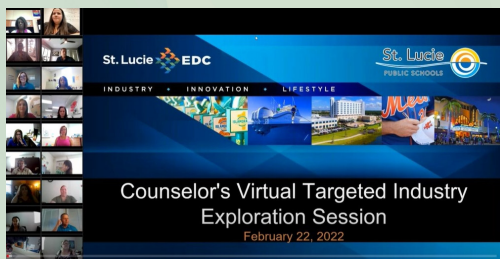 St. Lucie EDC
St. Lucie
PUBLIC SCHOOLS
INDUSTRY • INNOVATION • LIFESTYLE
Mets
Counselor's Virtual Targeted Industry
Exploration Session
February 22, 2022